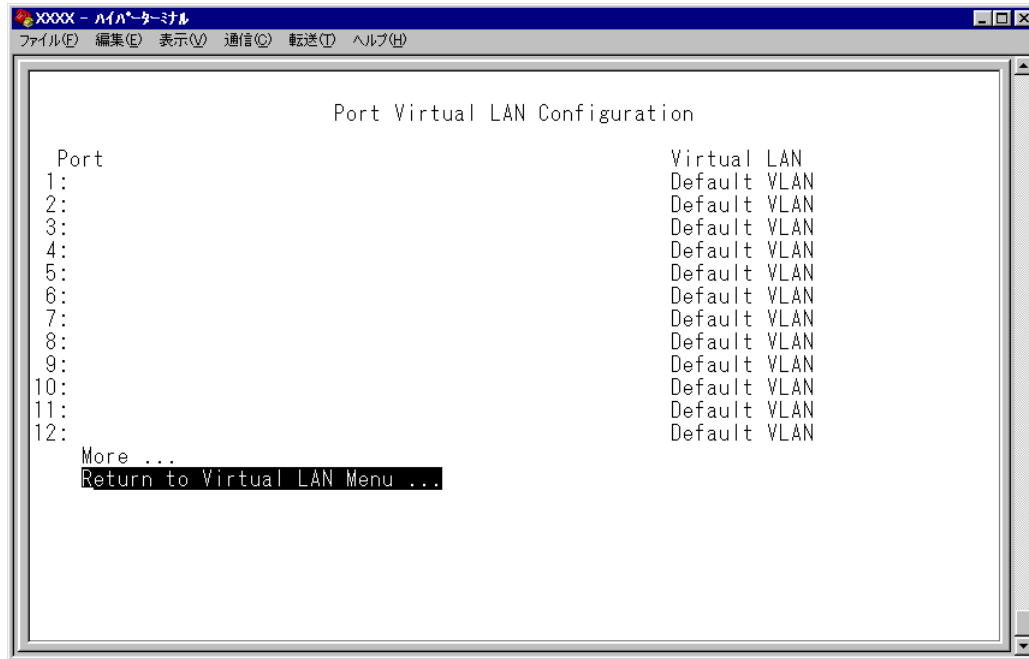 XXXX - ﾊｲﾊﾟｰﾀｰﾐﾅﾙ
ファイル(F) 編集(E) 表示(V) 通信(C) 転送(T) ヘルプ(H)
Port Virtual LAN Configuration
Port Virtual LAN
1: Default VLAN
2: Default VLAN
3: Default VLAN
4: Default VLAN
5: Default VLAN
6: Default VLAN
7: Default VLAN
8: Default VLAN
9: Default VLAN
10: Default VLAN
11: Default VLAN
12: Default VLAN
More ...
Return to Virtual LAN Menu ...